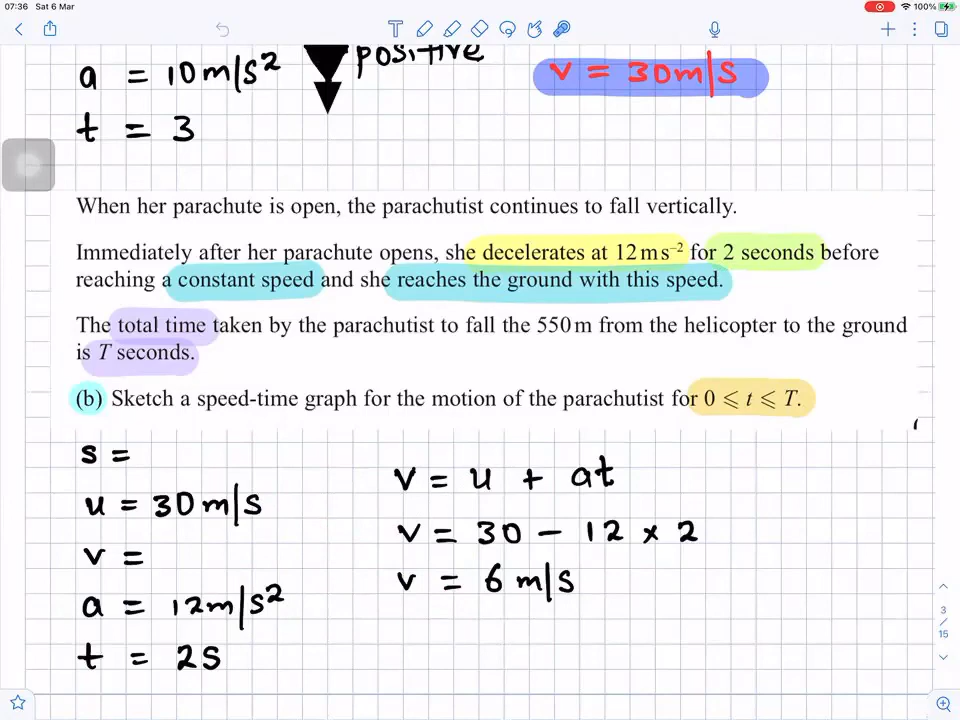 07:36 Sat 6 Mar
100%
T
a = 10m/s²
positive
v = 30m/s
t = 3
When her parachute is open, the parachutist continues to fall vertically.
Immediately after her parachute opens, she decelerates at 12 m s⁻² for 2 seconds before
reaching a constant speed and she reaches the ground with this speed.
The total time taken by the parachutist to fall the 550 m from the helicopter to the ground
is T seconds.
(b) Sketch a speed-time graph for the motion of the parachutist for 0 ⩽ t ⩽ T.
s =
u = 30m/s
v =
a = 12m/s²
t = 2s
v = u + at
v = 30 − 12 × 2
v = 6 m/s
3
/
15